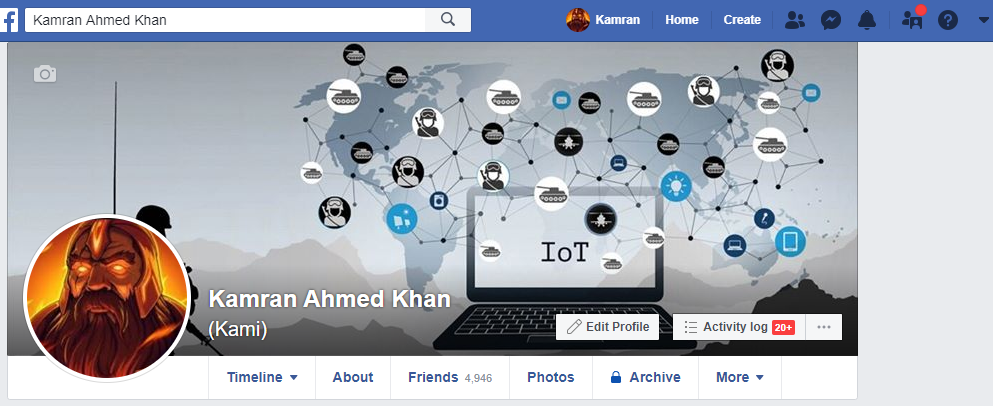 f Kamran Ahmed Khan Kamran Home Create
IoT
Kamran Ahmed Khan
(Kami)
Edit Profile Activity log 20+ ...
Timeline About Friends 4,946 Photos Archive More